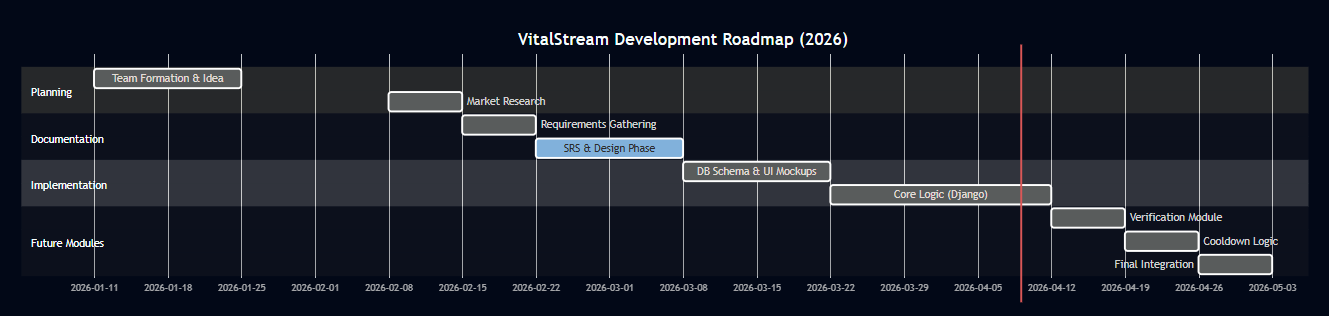 VitalStream Development Roadmap (2026)
Planning
Team Formation & Idea
Market Research
Documentation
Requirements Gathering
SRS & Design Phase
Implementation
DB Schema & UI Mockups
Core Logic (Django)
Future Modules
Verification Module
Cooldown Logic
Final Integration
2026-01-11 2026-01-18 2026-01-25 2026-02-01 2026-02-08 2026-02-15 2026-02-22 2026-03-01 2026-03-08 2026-03-15 2026-03-22 2026-03-29 2026-04-05 2026-04-12 2026-04-19 2026-04-26 2026-05-03